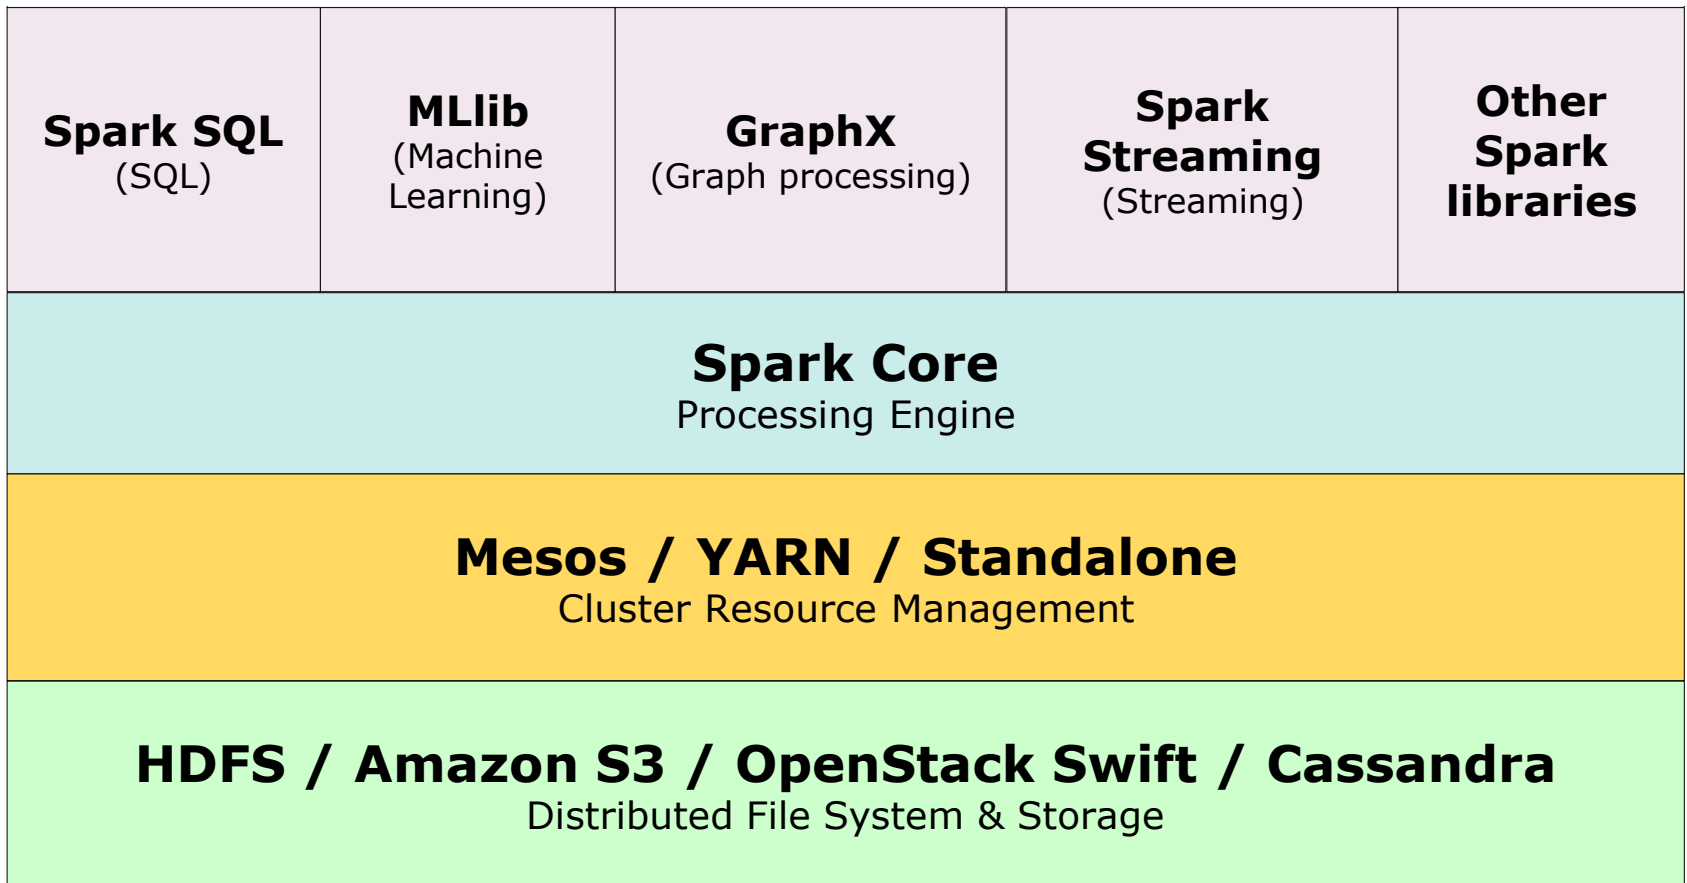 Spark SQL
(SQL)
MLlib
(Machine
Learning)
GraphX
(Graph processing)
Spark
Streaming
(Streaming)
Other
Spark
libraries
Spark Core
Processing Engine
Mesos / YARN / Standalone
Cluster Resource Management
HDFS / Amazon S3 / OpenStack Swift / Cassandra
Distributed File System & Storage